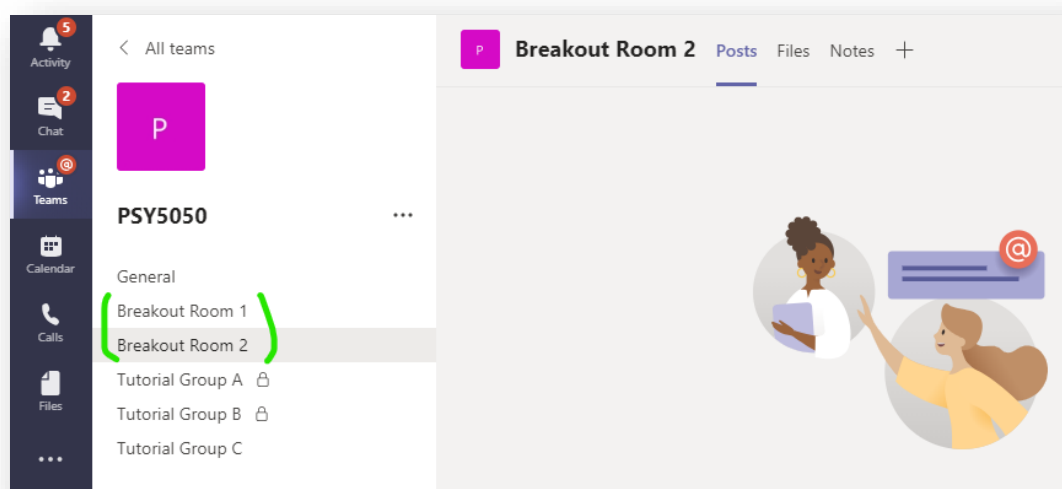 5
Activity
2
Chat
@
Teams
Calendar
Calls
Files
All teams
P
PSY5050
General
Breakout Room 1
Breakout Room 2
Tutorial Group A
Tutorial Group B
Tutorial Group C
P Breakout Room 2 Posts Files Notes
@